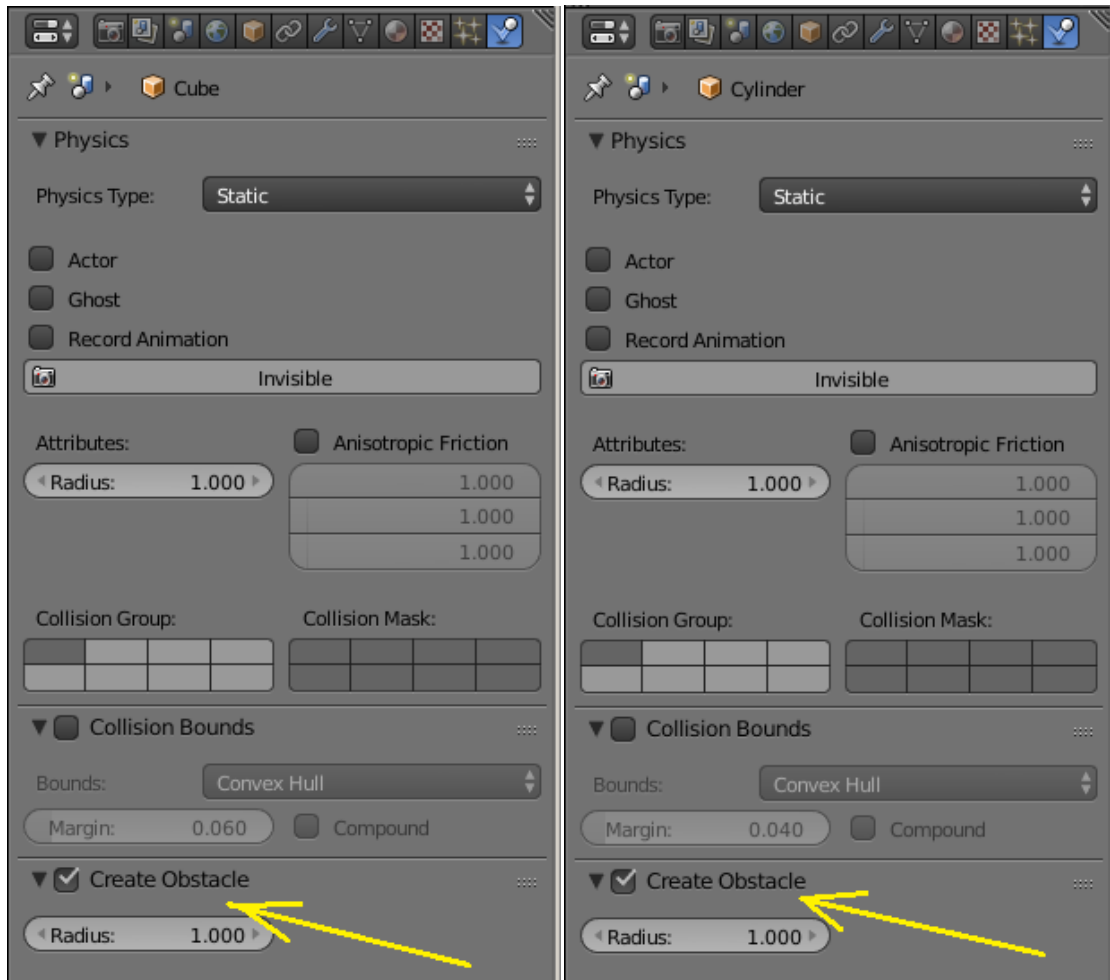 Cube
Physics
Physics Type: Static
Actor
Ghost
Record Animation
Invisible
Attributes: Anisotropic Friction
Radius: 1.000 1.000
1.000
1.000
Collision Group: Collision Mask:
Collision Bounds
Bounds: Convex Hull
Margin: 0.060 Compound
Create Obstacle
Radius: 1.000
Cylinder
Physics
Physics Type: Static
Actor
Ghost
Record Animation
Invisible
Attributes: Anisotropic Friction
Radius: 1.000 1.000
1.000
1.000
Collision Group: Collision Mask:
Collision Bounds
Bounds: Convex Hull
Margin: 0.040 Compound
Create Obstacle
Radius: 1.000